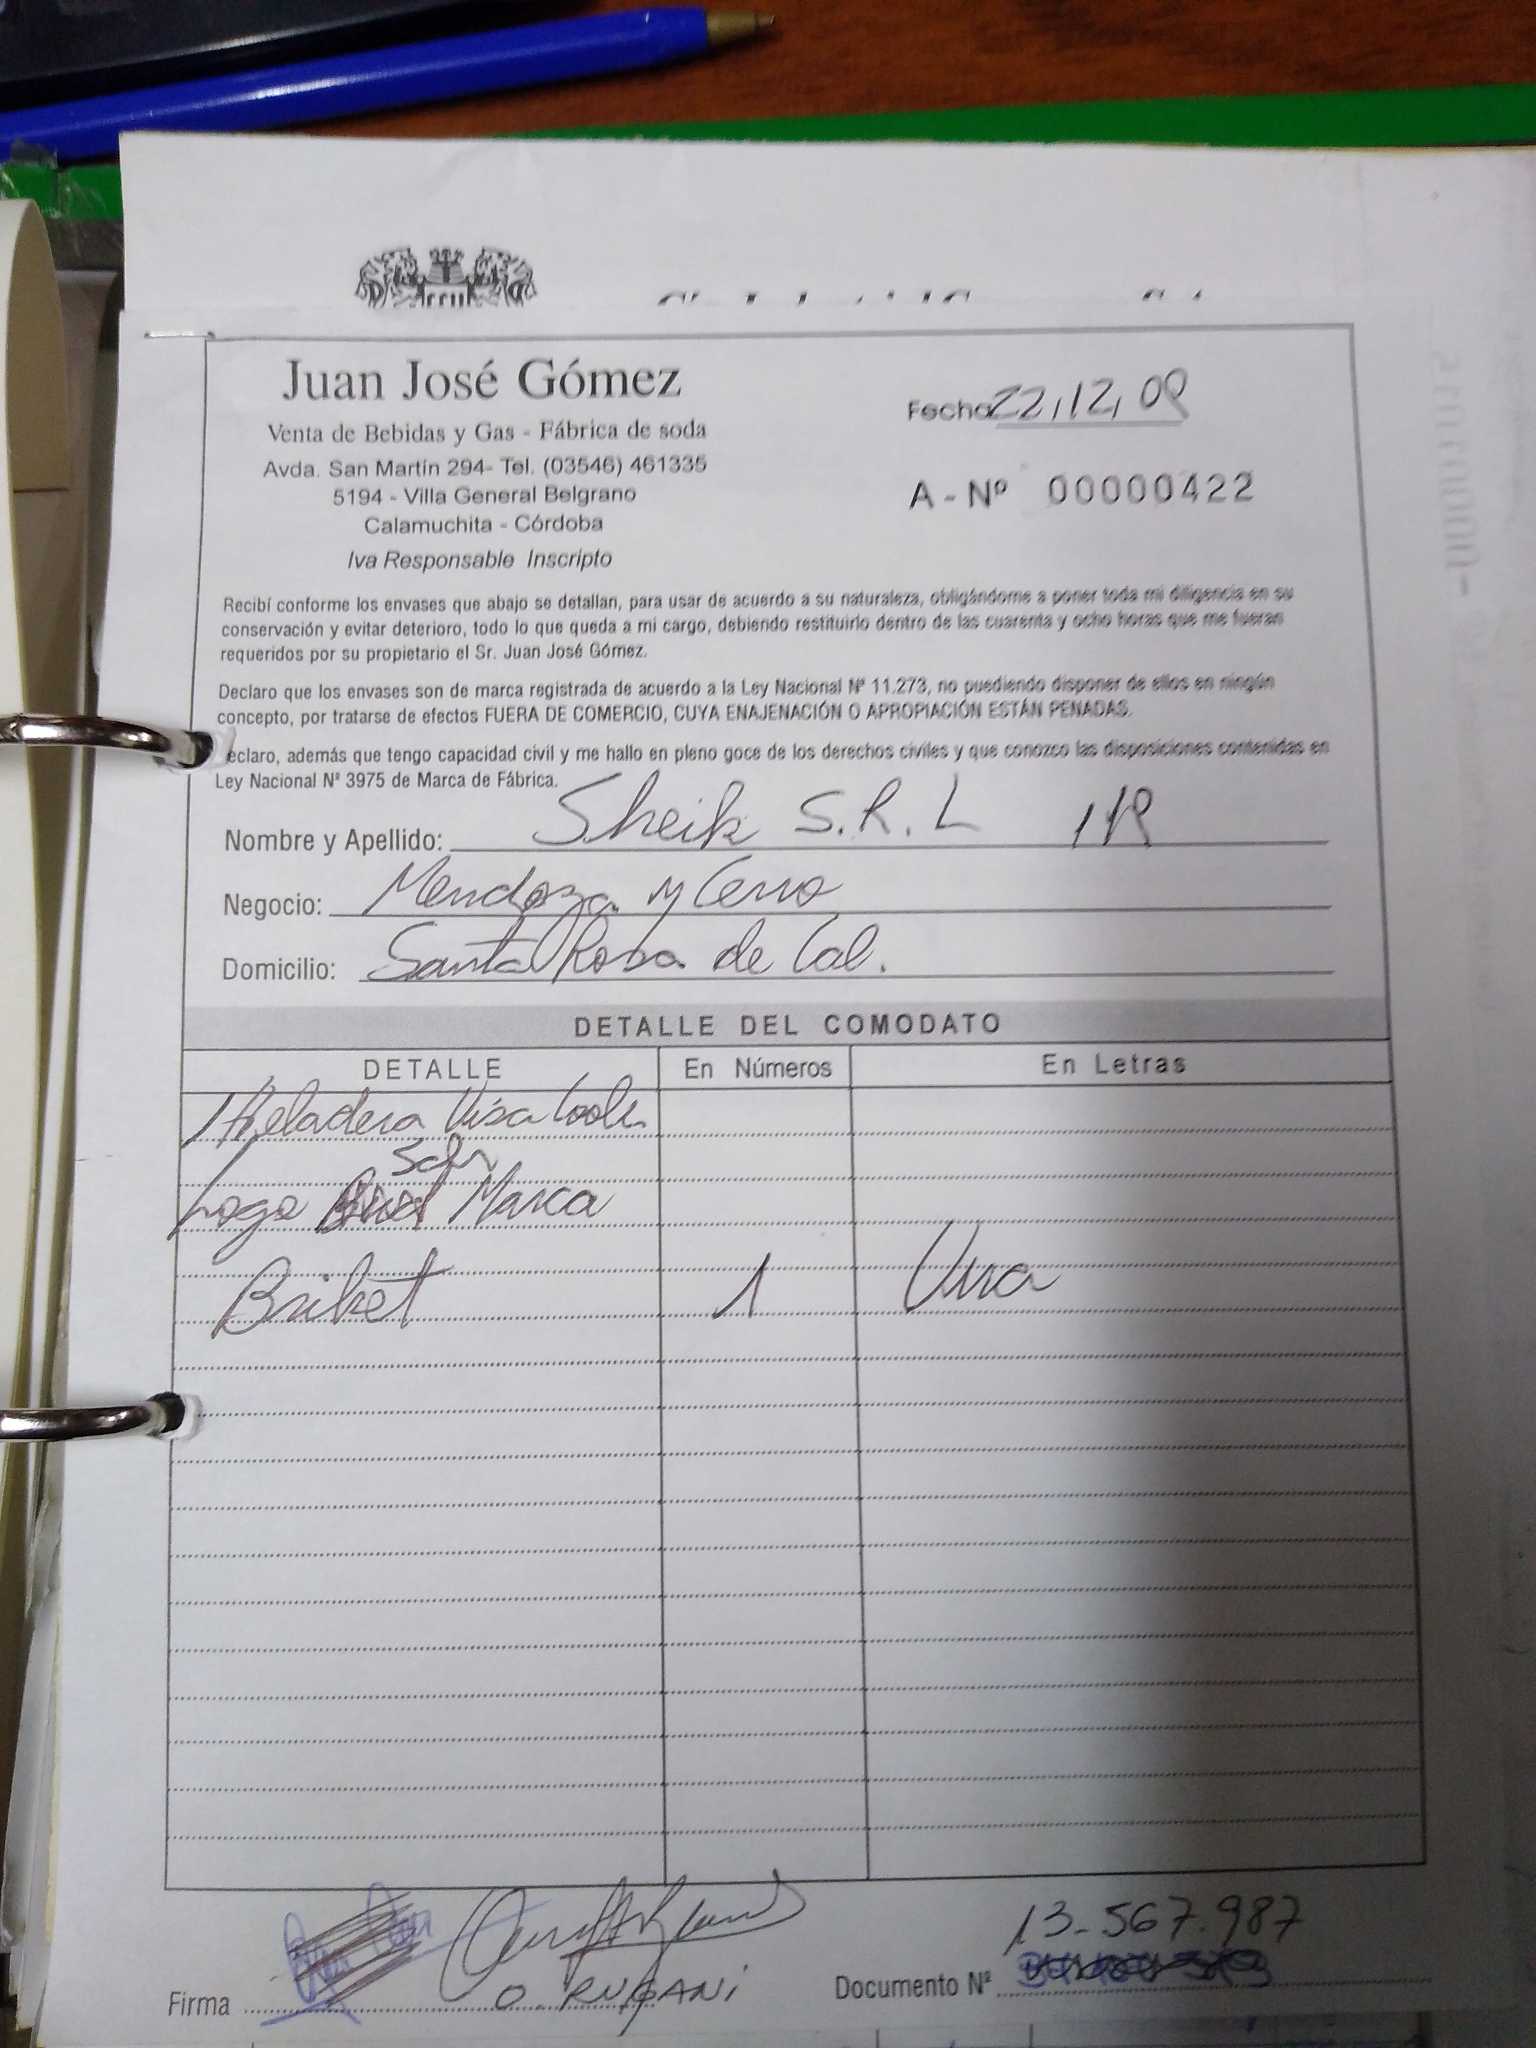 Juan José Gómez
Venta de Bebidas y Gas - Fábrica de soda
Avda. San Martín 294- Tel. (03546) 461335
5194 - Villa General Belgrano
Calamuchita - Córdoba
Iva Responsable Inscripto
Fecha 22,12,09
A - Nº 00000422
Recibí conforme los envases que abajo se detallan, para usar de acuerdo a su naturaleza, obligándome a poner toda mi diligencia en su
conservación y evitar deterioro, todo lo que queda a mi cargo, debiendo restituirlo dentro de las cuarenta y ocho horas que me fueran
requeridos por su propietario el Sr. Juan José Gómez.
Declaro que los envases son de marca registrada de acuerdo a la Ley Nacional Nº 11.273, no puediendo disponer de ellos en ningún
concepto, por tratarse de efectos FUERA DE COMERCIO, CUYA ENAJENACIÓN O APROPIACIÓN ESTÁN PENADAS.
eclaro, además que tengo capacidad civil y me hallo en pleno goce de los derechos civiles y que conozco las disposiciones contenidas en
Ley Nacional Nº 3975 de Marca de Fábrica.
Nombre y Apellido: Sheik S.R.L
Negocio: Mendoza y Cerro
Domicilio: Santa Rosa de Cal.
DETALLE DEL COMODATO
DETALLE En Números En Letras
1 Heladera Visa Cooler
Logo Marca
Briket 1 Una
13-567.987
Firma O. RUGANI Documento Nº